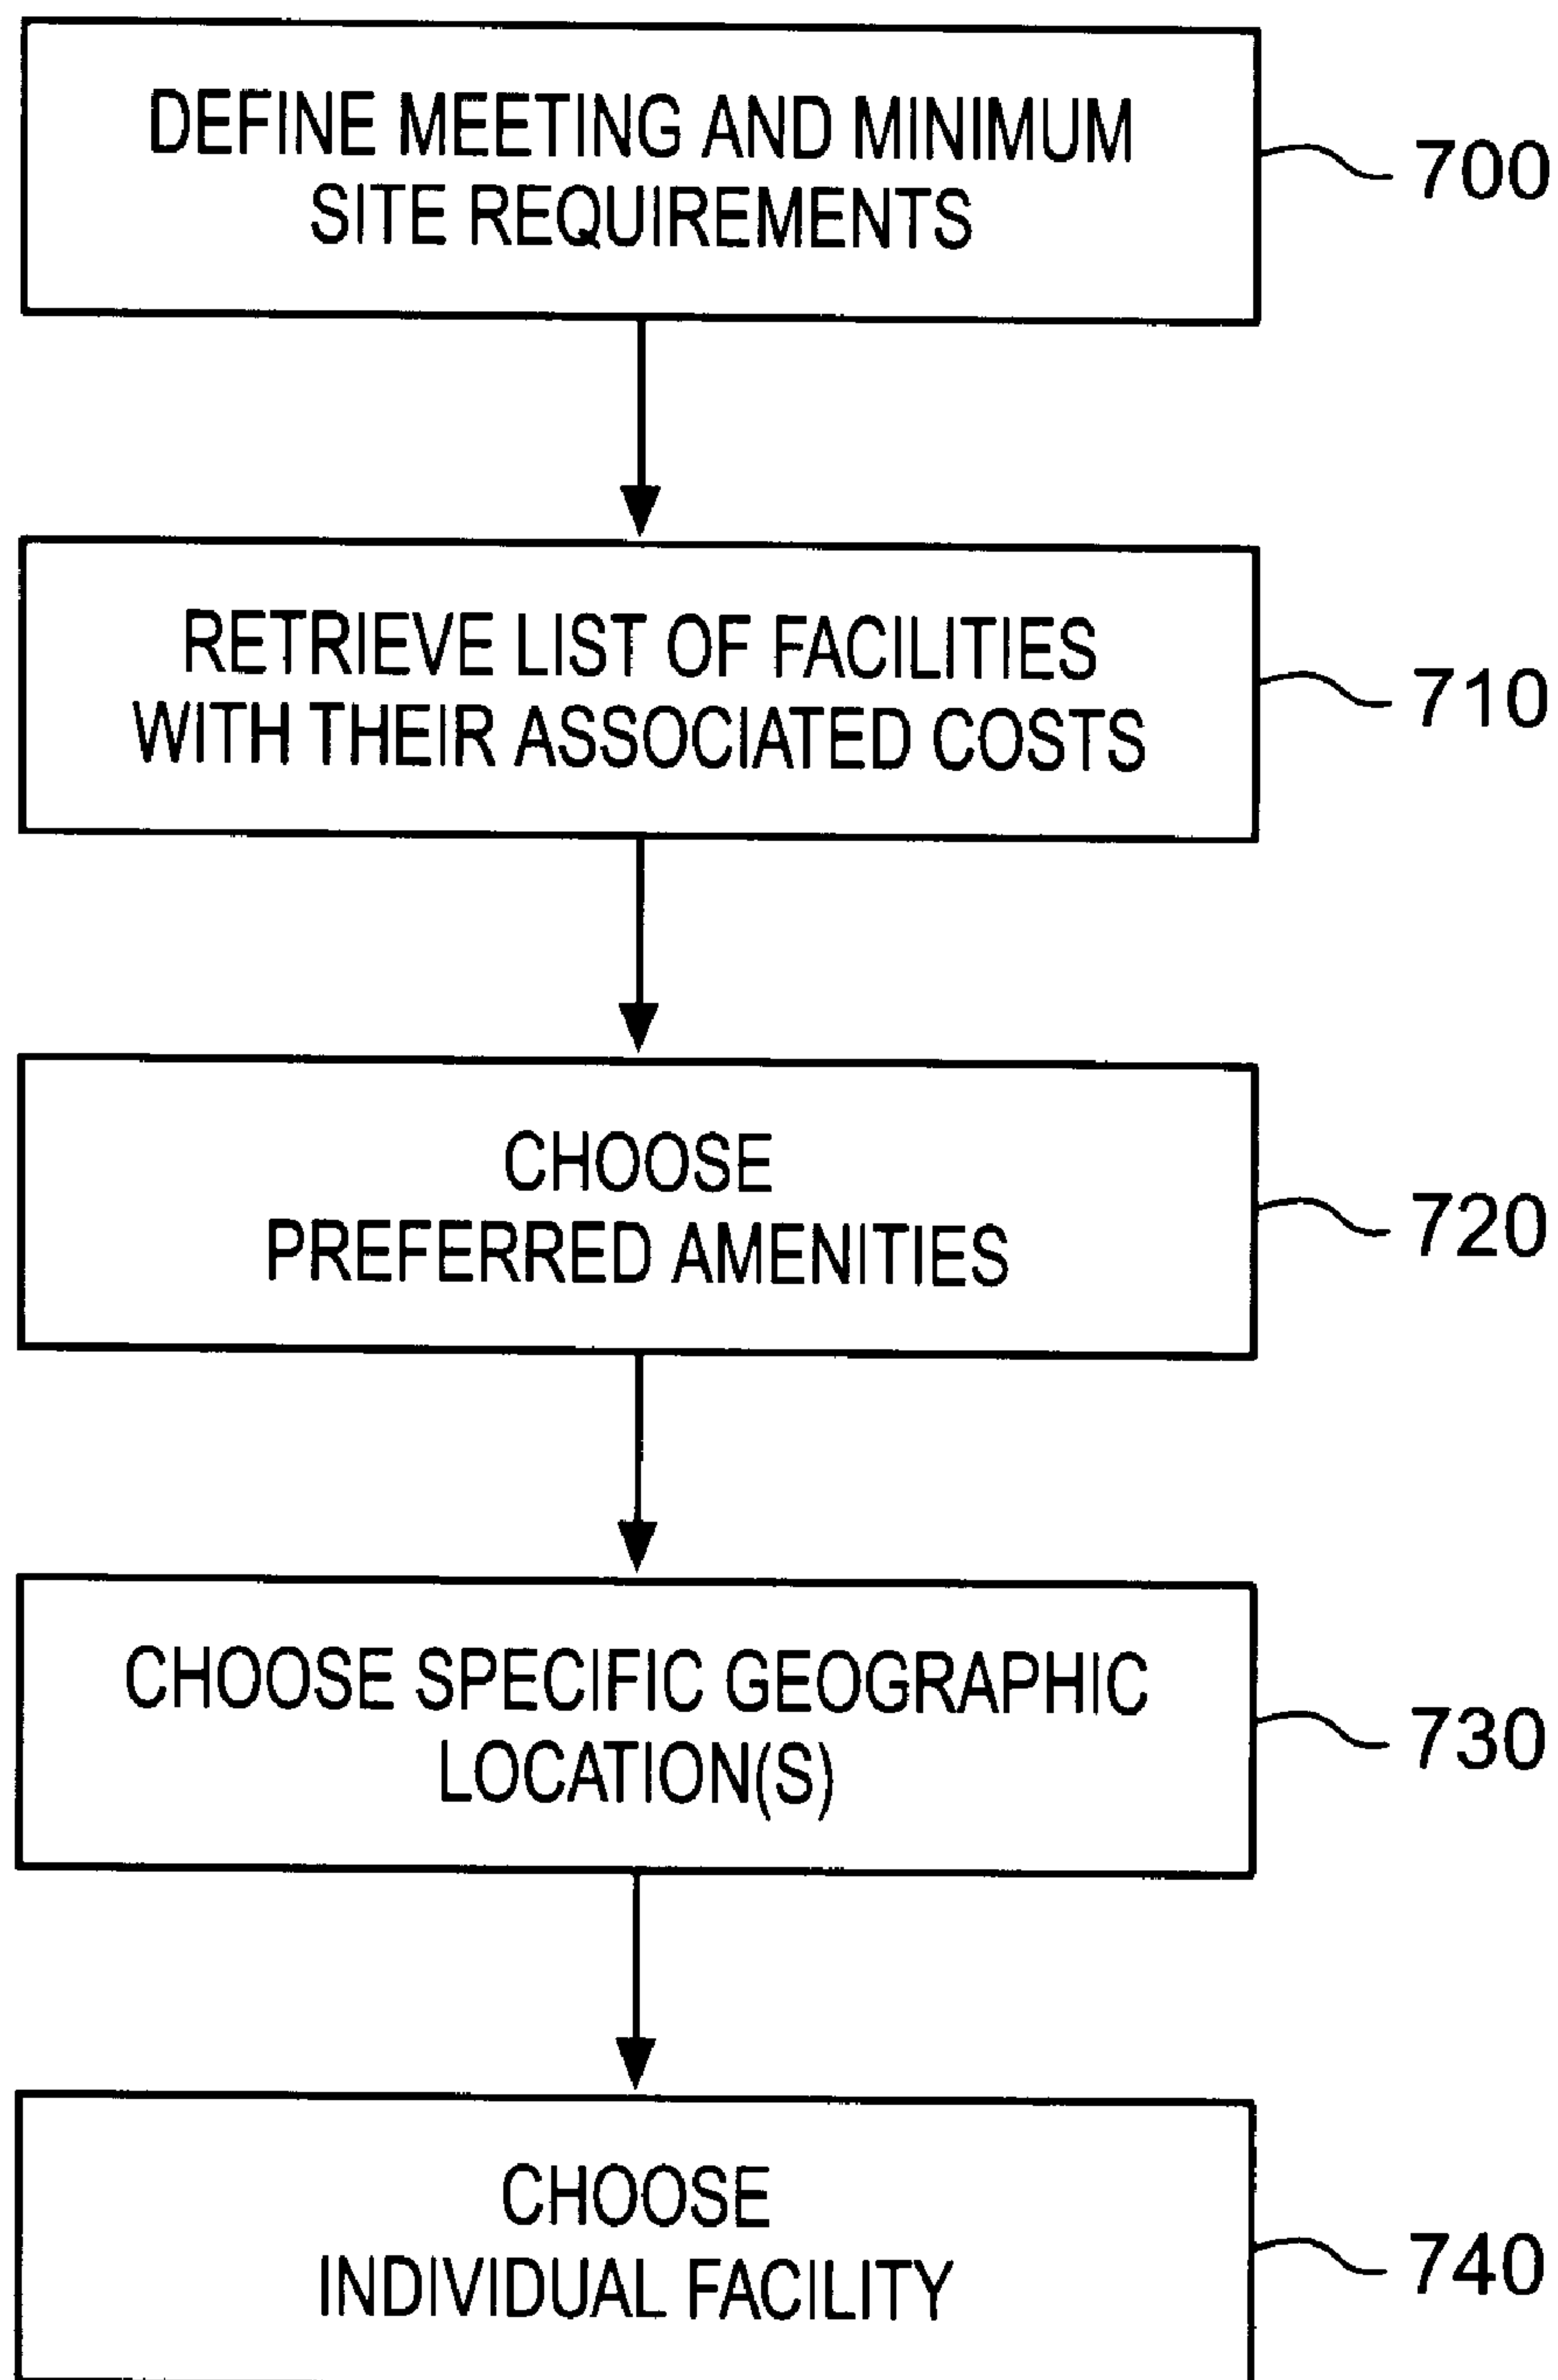 DEFINE MEETING AND MINIMUM
SITE REQUIREMENTS
700
RETRIEVE LIST OF FACILITIES
WITH THEIR ASSOCIATED COSTS
710
CHOOSE
PREFERRED AMENITIES
720
CHOOSE SPECIFIC GEOGRAPHIC
LOCATION(S)
730
CHOOSE
INDIVIDUAL FACILITY
740